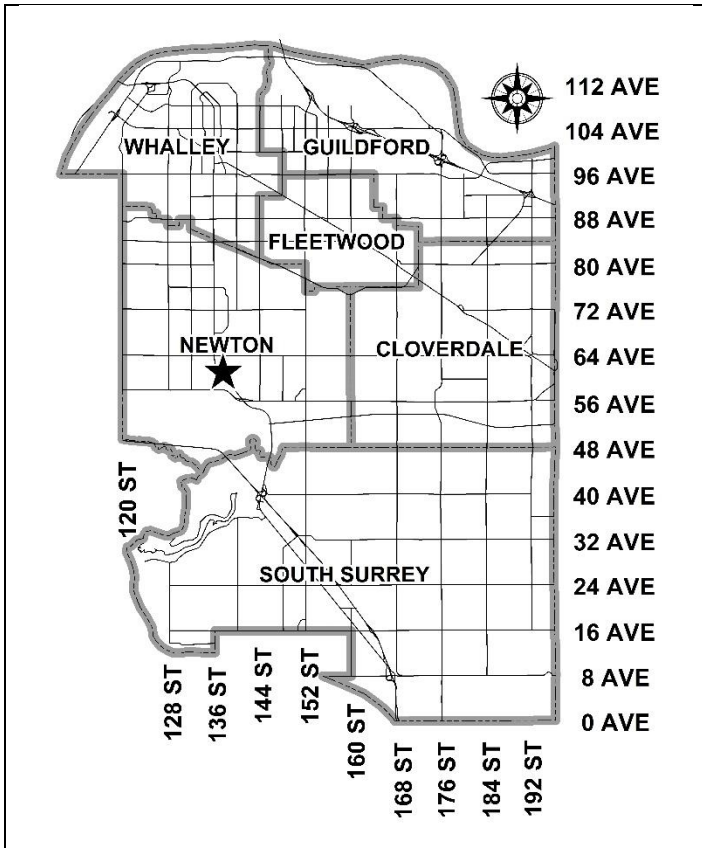 112 AVE
104 AVE
WHALLEY
GUILDFORD
96 AVE
88 AVE
FLEETWOOD
80 AVE
72 AVE
NEWTON
CLOVERDALE
64 AVE
56 AVE
48 AVE
120 ST
40 AVE
32 AVE
SOUTH SURREY
24 AVE
16 AVE
8 AVE
0 AVE
128 ST
136 ST
144 ST
152 ST
160 ST
168 ST
176 ST
184 ST
192 ST